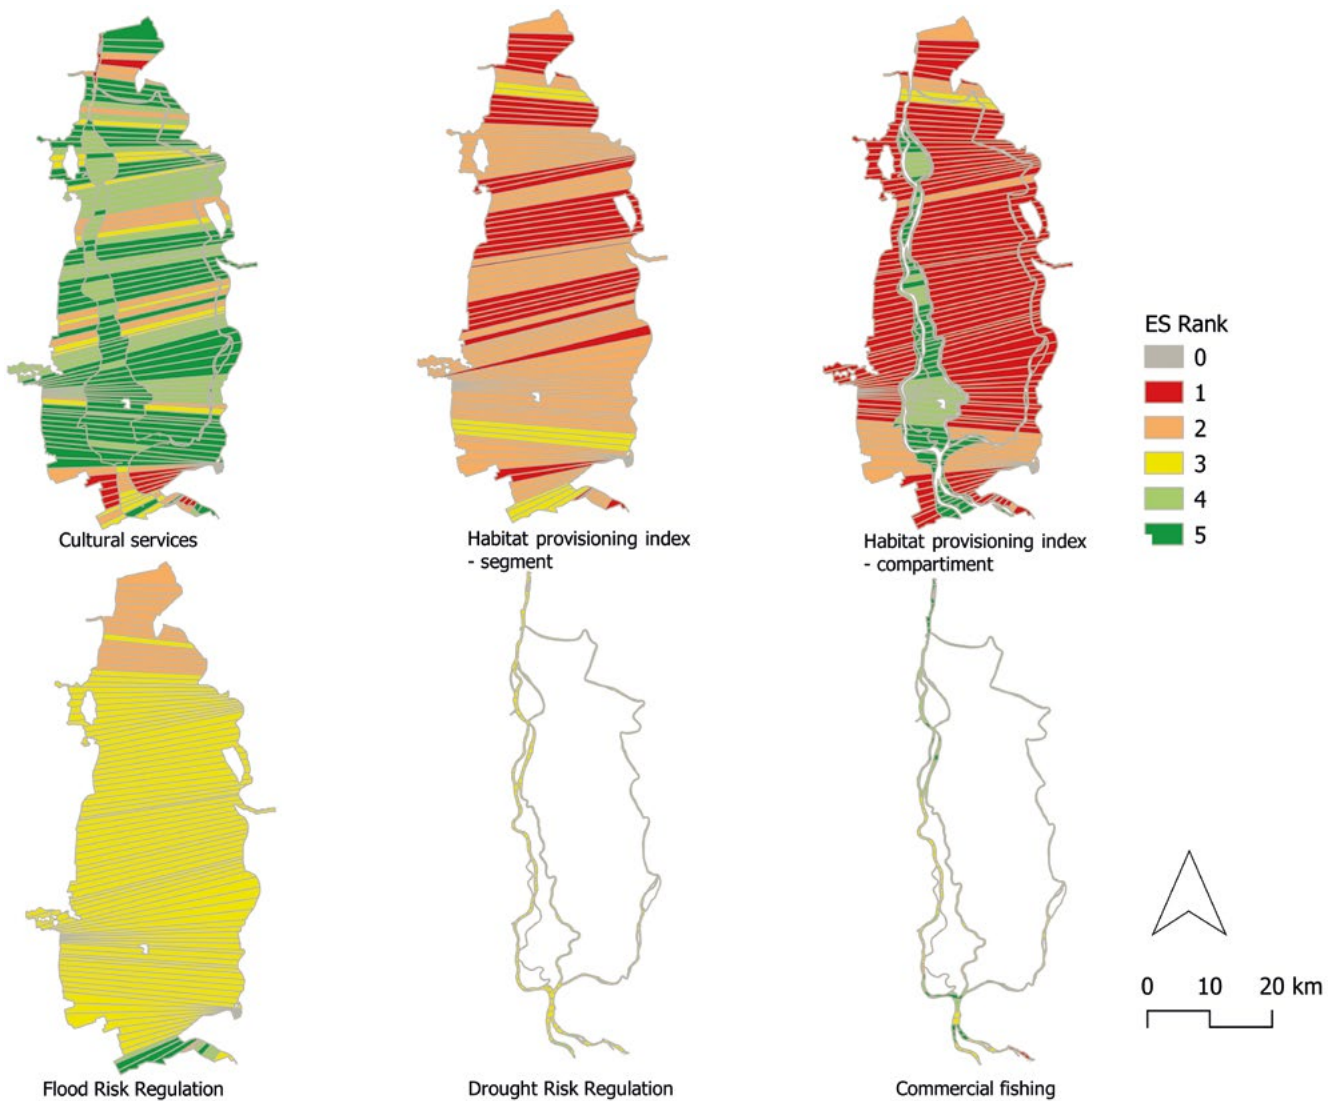 Cultural services
Habitat provisioning index
- segment
Habitat provisioning index
- compartiment
ES Rank
0
1
2
3
4
5
Flood Risk Regulation
Drought Risk Regulation
Commercial fishing
0 10 20 km